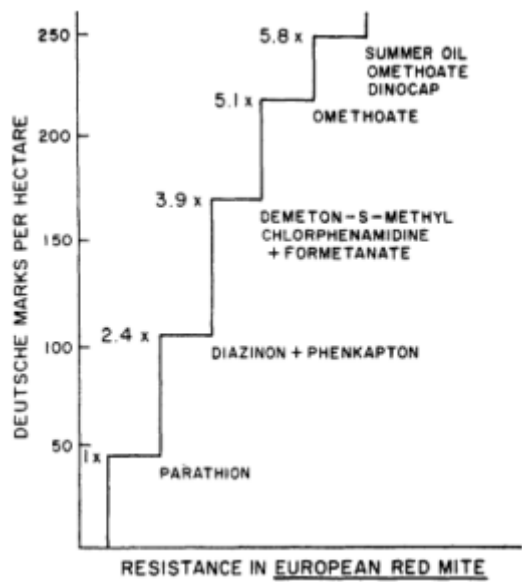 DEUTSCHE MARKS PER HECTARE
250
200
150
100
50
5.8 x
SUMMER OIL
OMETHOATE
DINOCAP
5.1 x
OMETHOATE
3.9 x
DEMETON-S-METHYL
CHLORPHENAMIDINE
+ FORMETANATE
2.4 x
DIAZINON + PHENKAPTON
1 x
PARATHION
RESISTANCE IN EUROPEAN RED MITE